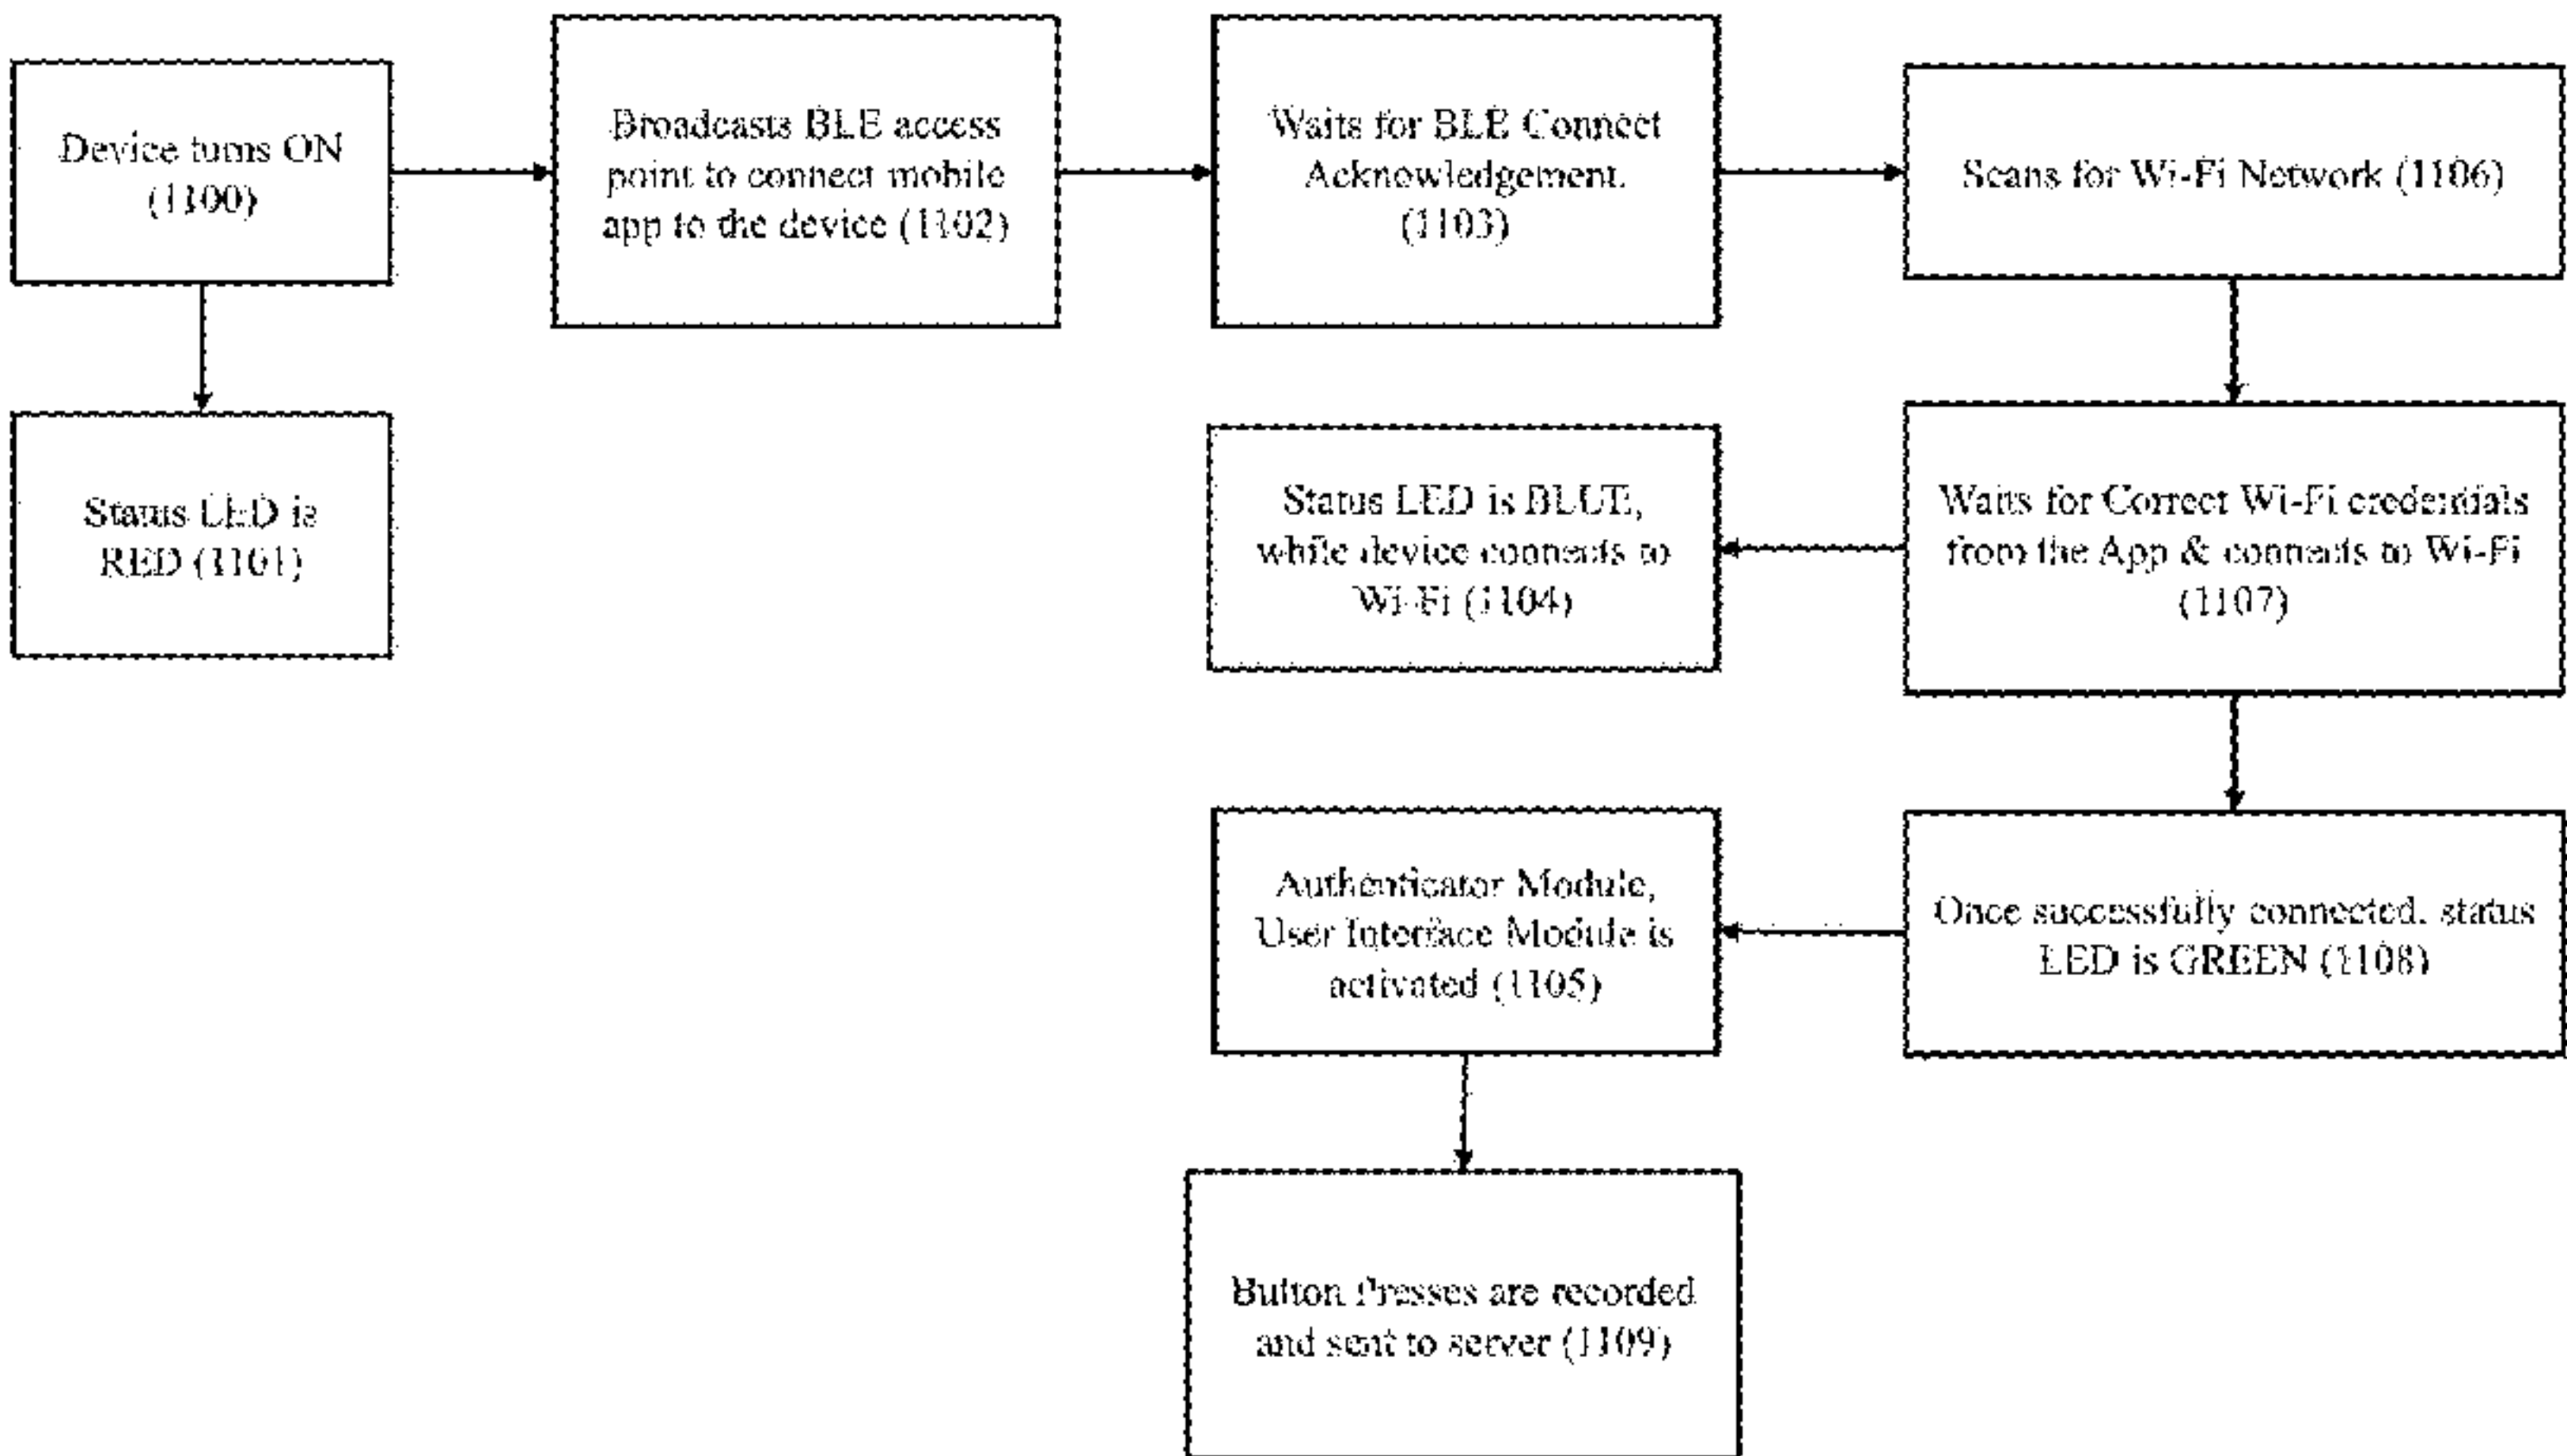 Device turns ON
(1100)
Broadcasts BLE access
point to connect mobile
app to the device (1102)
Waits for BLE Connect
Acknowledgement.
(1103)
Scans for Wi-Fi Network (1106)
Status LED is
RED (1101)
Status LED is BLUE,
while device connects to
Wi-Fi (1104)
Waits for Correct Wi-Fi credentials
from the App & connects to Wi-Fi
(1107)
Authenticator Module,
User Interface Module is
activated (1105)
Once successfully connected, status
LED is GREEN (1108)
Button Presses are recorded
and sent to server (1109)